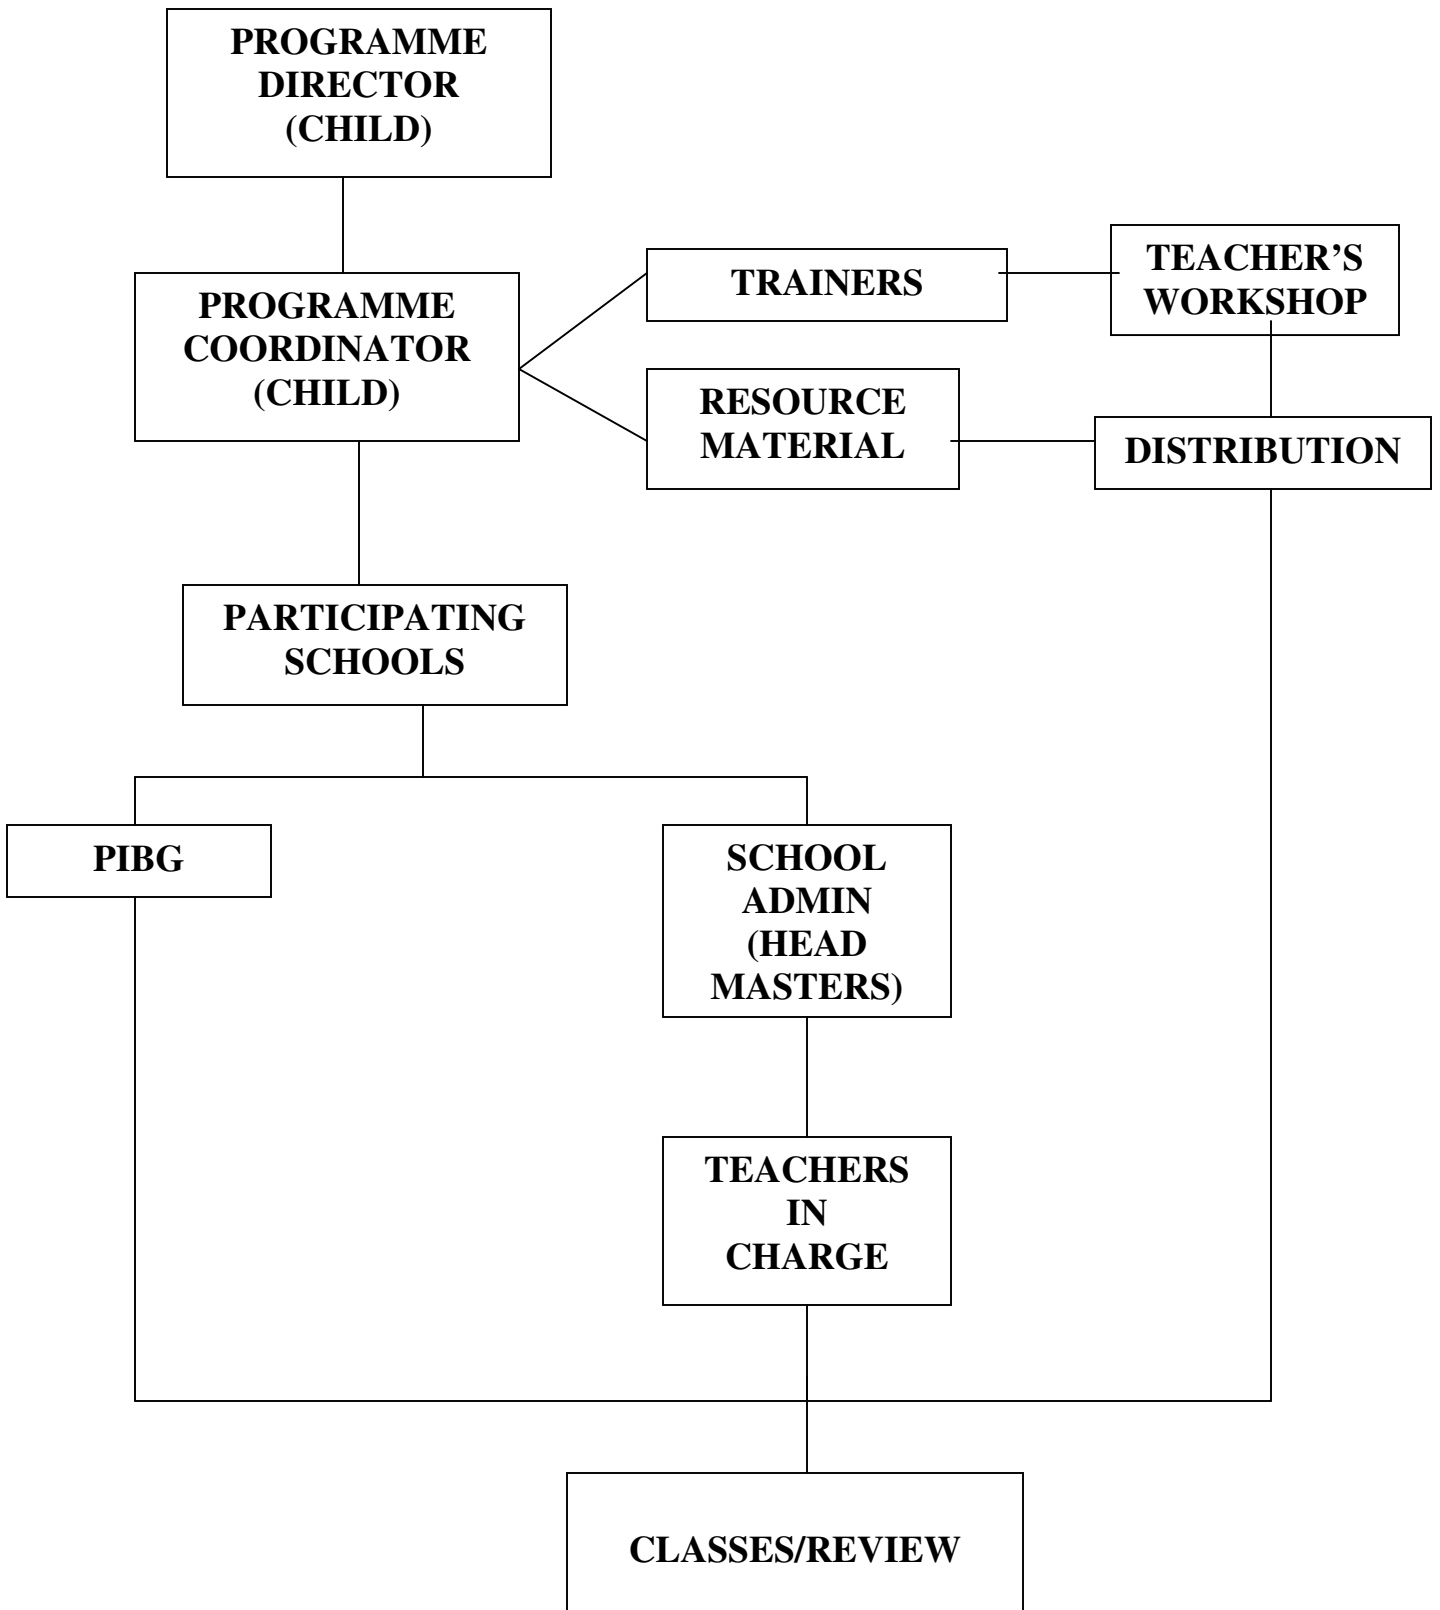 PROGRAMME
DIRECTOR
(CHILD)
PROGRAMME
COORDINATOR
(CHILD)
TRAINERS
TEACHER’S
WORKSHOP
RESOURCE
MATERIAL
DISTRIBUTION
PARTICIPATING
SCHOOLS
PIBG
SCHOOL
ADMIN
(HEAD
MASTERS)
TEACHERS
IN
CHARGE
CLASSES/REVIEW